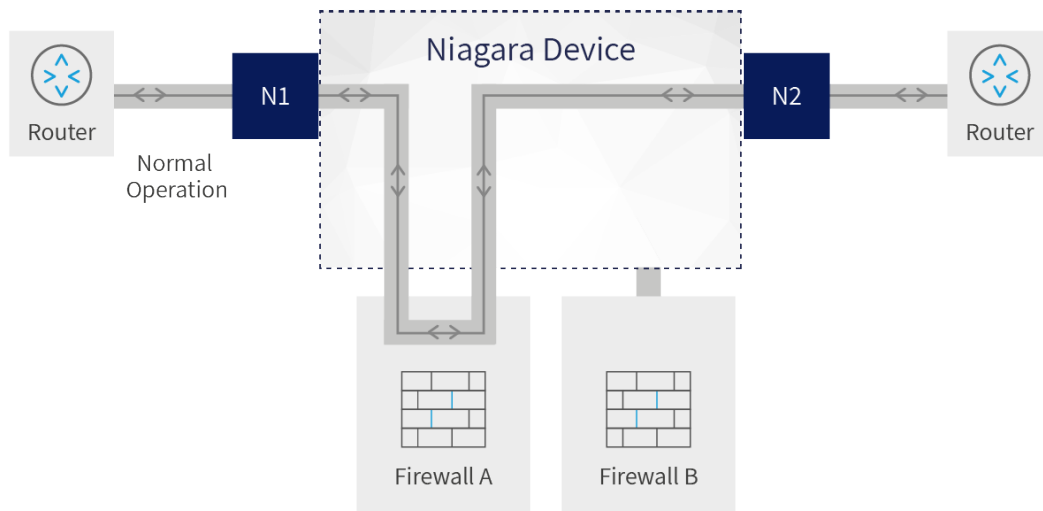 Niagara Device
N1
N2
Router
Router
Normal
Operation
Firewall A
Firewall B